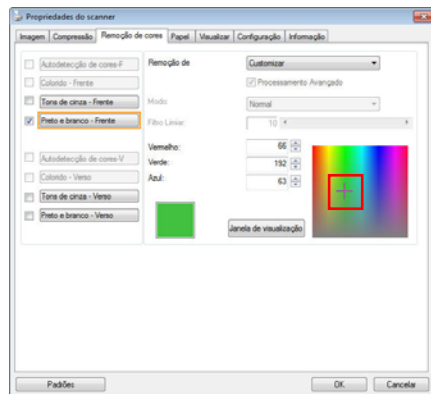 Propriedades do scanner
Imagem Compressão Remoção de cores Papel Visualizar Configuração Informação
Autodetecção de cores-F
Colorido - Frente
Tons de cinza - Frente
Preto e branco - Frente
Autodetecção de cores-V
Colorido - Verso
Tons de cinza - Verso
Preto e branco - Verso
Remoção de Customizar
Processamento Avançado
Modo: Normal
Filtro Limiar: 10
Vermelho: 66
Verde: 192
Azul: 63
Janela de visualização
Padrões OK Cancelar